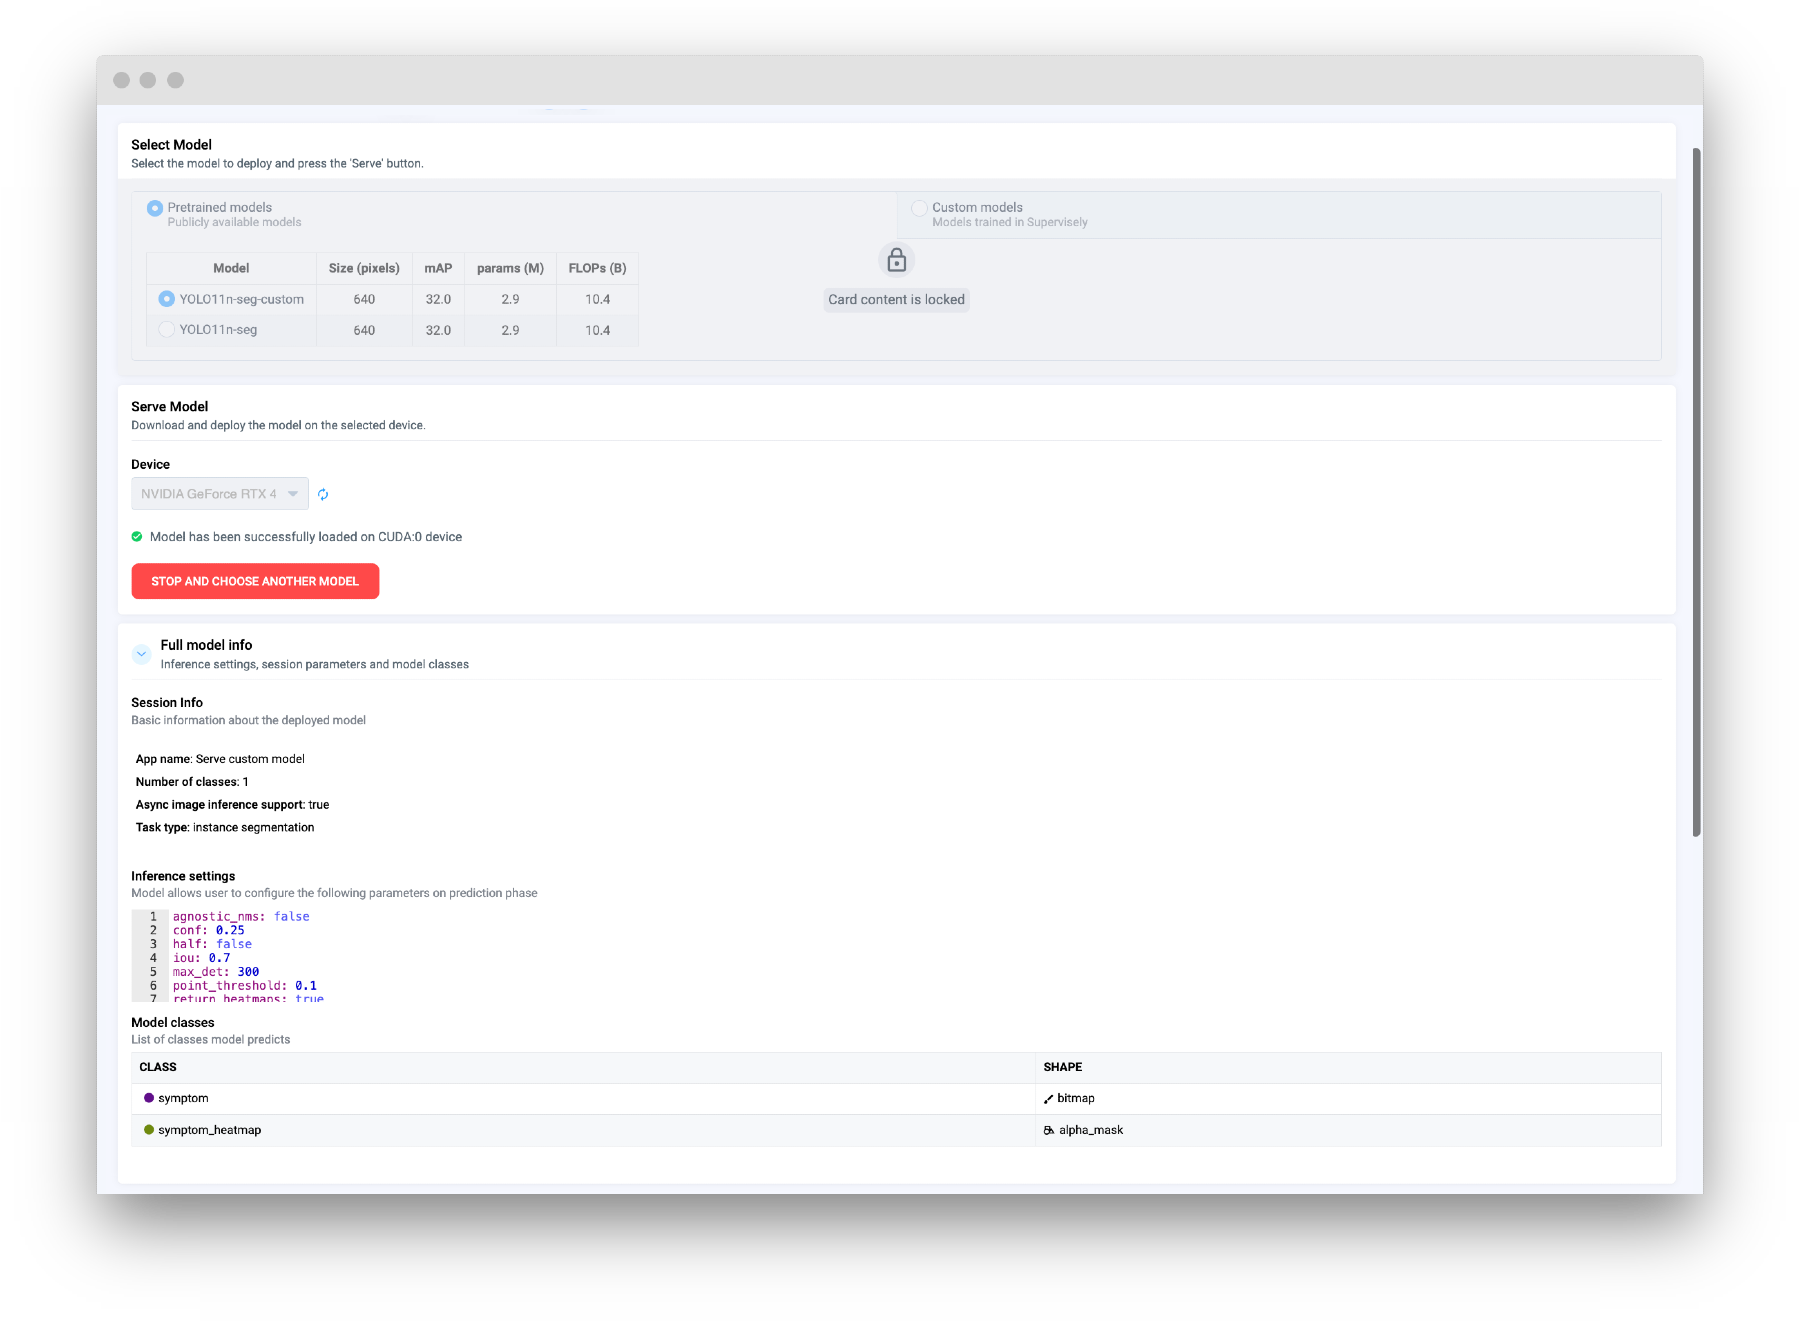 Select Model
Select the model to deploy and press the 'Serve' button.
Pretrained models
Publicly available models
Custom models
Models trained in Supervisely
Model Size (pixels) mAP params (M) FLOPs (B)
YOLO11n-seg-custom 640 32.0 2.9 10.4
YOLO11n-seg 640 32.0 2.9 10.4
Card content is locked
Serve Model
Download and deploy the model on the selected device.
Device
NVIDIA GeForce RTX 4
Model has been successfully loaded on CUDA:0 device
STOP AND CHOOSE ANOTHER MODEL
Full model info
Inference settings, session parameters and model classes
Session Info
Basic information about the deployed model
App name: Serve custom model
Number of classes: 1
Async image inference support: true
Task type: instance segmentation
Inference settings
Model allows user to configure the following parameters on prediction phase
1 agnostic_nms: false
2 conf: 0.25
3 half: false
4 iou: 0.7
5 max_det: 300
6 point_threshold: 0.1
7 return_heatmaps: true
Model classes
List of classes model predicts
CLASS SHAPE
symptom bitmap
symptom_heatmap alpha_mask